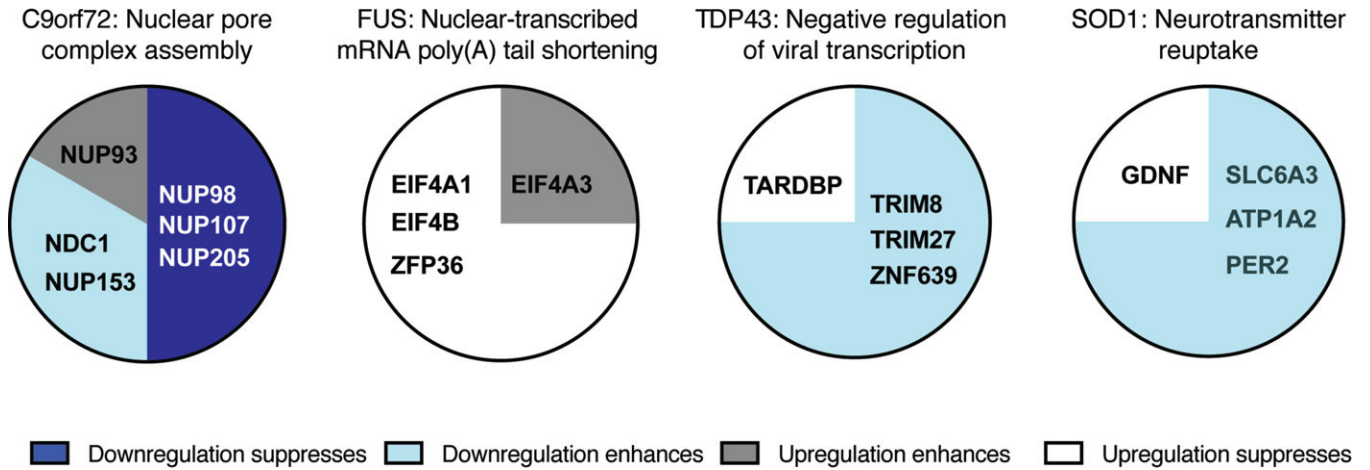 C9orf72: Nuclear pore
complex assembly
FUS: Nuclear-transcribed
mRNA poly(A) tail shortening
TDP43: Negative regulation
of viral transcription
SOD1: Neurotransmitter
reuptake
NUP93
NUP98
NUP107
NUP205
NDC1
NUP153
EIF4A1
EIF4B
ZFP36
EIF4A3
TARDBP
TRIM8
TRIM27
ZNF639
GDNF
SLC6A3
ATP1A2
PER2
Downregulation suppresses
Downregulation enhances
Upregulation enhances
Upregulation suppresses